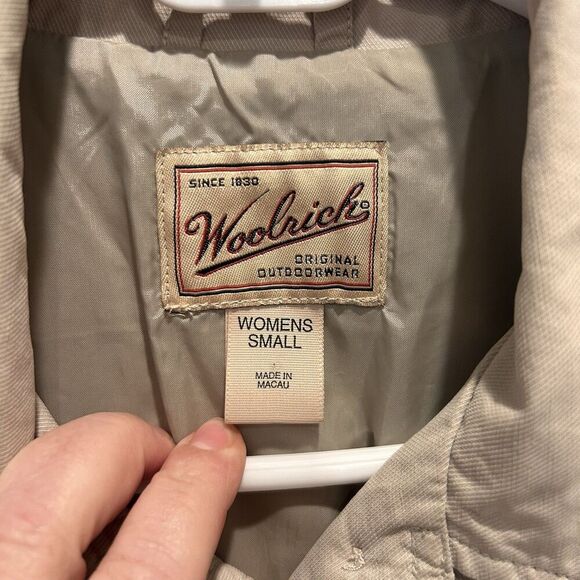 SINCE 1830
Woolrich®
ORIGINAL
OUTDOORWEAR
WOMENS
SMALL
MADE IN
MACAU